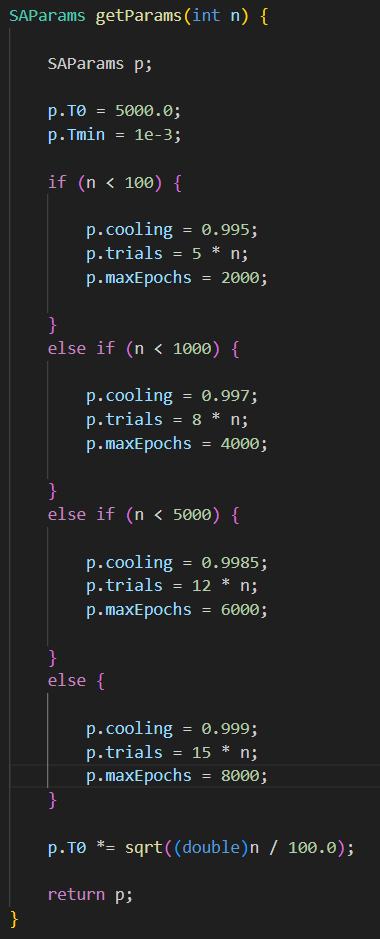 SAParams getParams(int n) {
SAParams p;
p.T0 = 5000.0;
p.Tmin = 1e-3;
if (n < 100) {
p.cooling = 0.995;
p.trials = 5 * n;
p.maxEpochs = 2000;
}
else if (n < 1000) {
p.cooling = 0.997;
p.trials = 8 * n;
p.maxEpochs = 4000;
}
else if (n < 5000) {
p.cooling = 0.9985;
p.trials = 12 * n;
p.maxEpochs = 6000;
}
else {
p.cooling = 0.999;
p.trials = 15 * n;
p.maxEpochs = 8000;
}
p.T0 *= sqrt((double)n / 100.0);
return p;
}